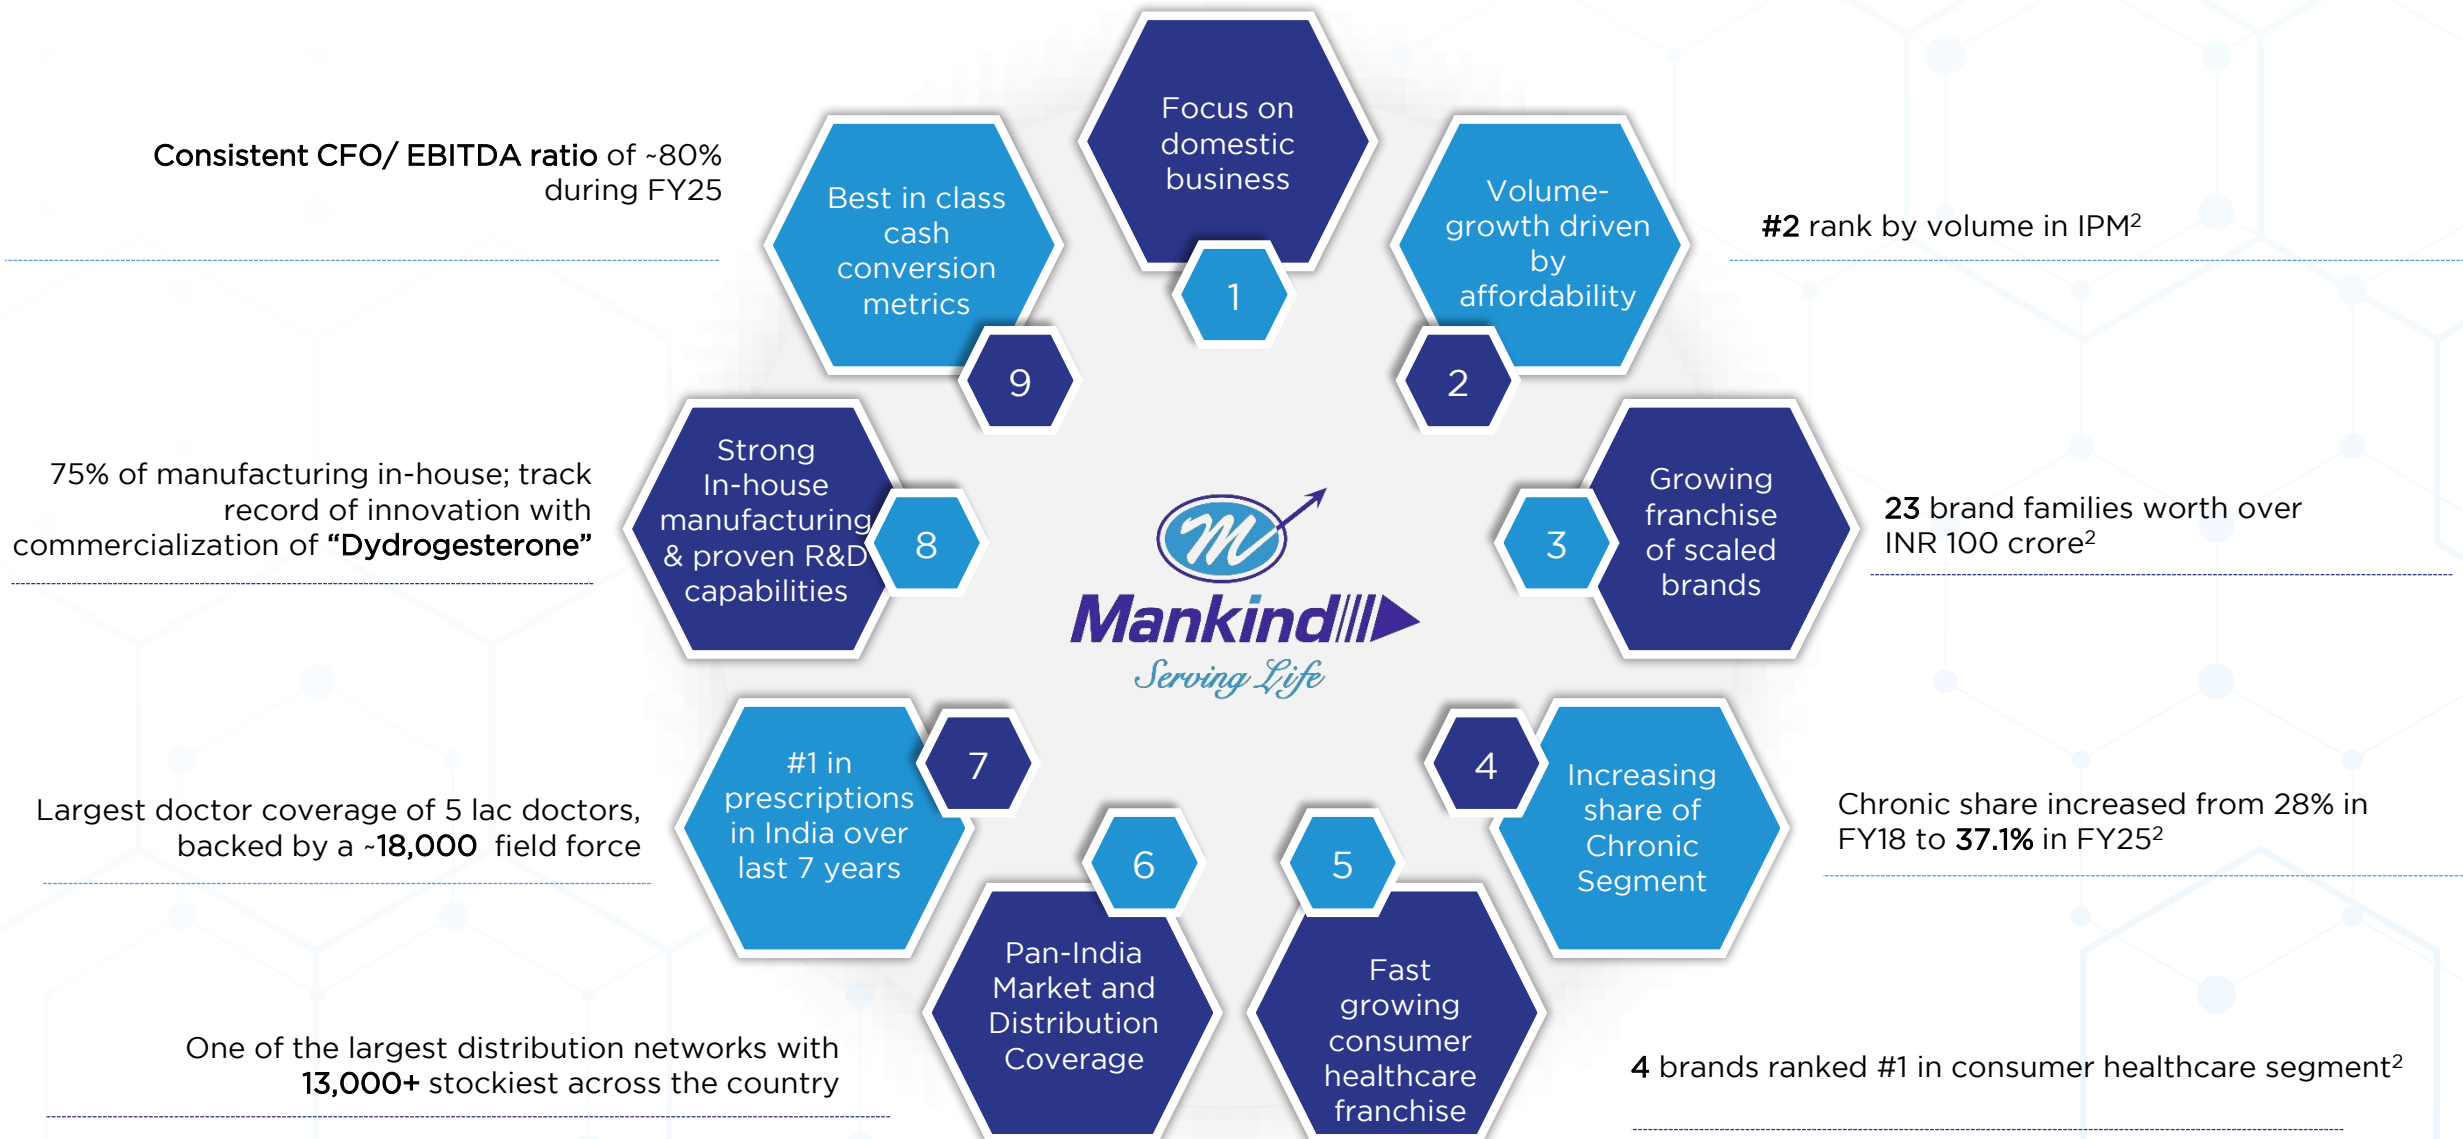 Focus on
domestic
business
1
Volume-
growth driven
by
affordability
2
#2 rank by volume in IPM²
Growing
franchise
of scaled
brands
3
23 brand families worth over
INR 100 crore²
Increasing
share of
Chronic
Segment
4
Chronic share increased from 28% in
FY18 to 37.1% in FY25²
Fast
growing
consumer
healthcare
franchise
5
4 brands ranked #1 in consumer healthcare segment²
Pan-India
Market and
Distribution
Coverage
6
One of the largest distribution networks with
13,000+ stockiest across the country
#1 in
prescriptions
in India over
last 7 years
7
Largest doctor coverage of 5 lac doctors,
backed by a ~18,000 field force
Strong
In-house
manufacturing
& proven R&D
capabilities
8
75% of manufacturing in-house; track
record of innovation with
commercialization of “Dydrogesterone”
Best in class
cash
conversion
metrics
9
Consistent CFO/ EBITDA ratio of ~80%
during FY25
M
Mankind
Serving Life